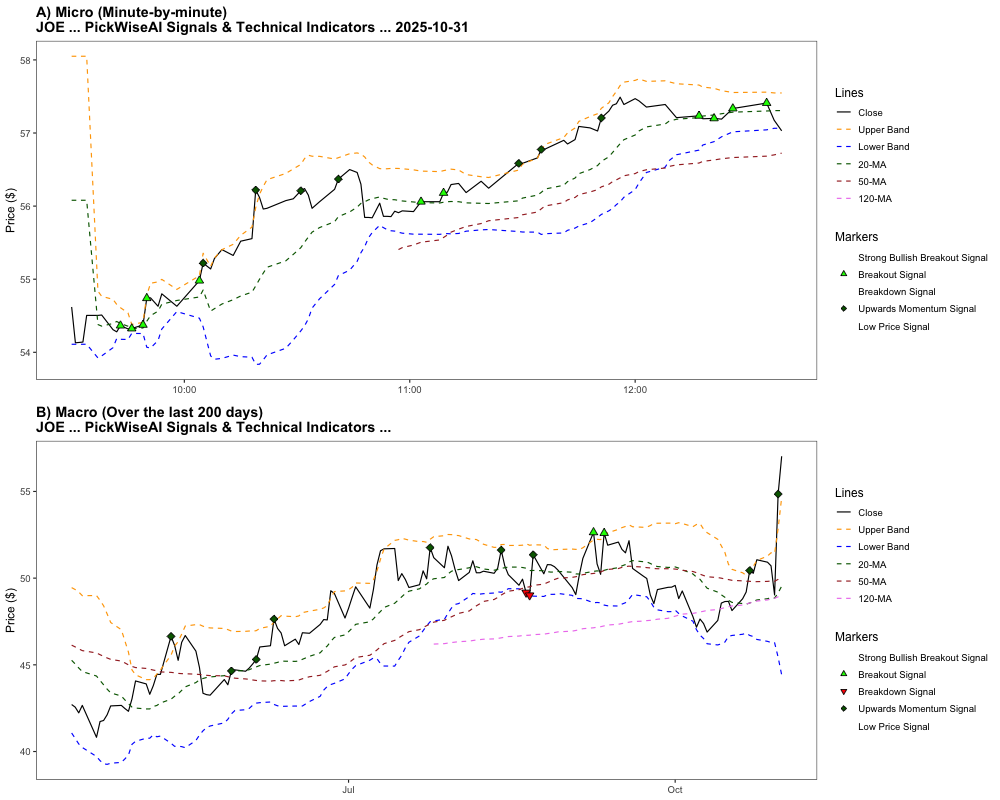 A) Micro (Minute-by-minute)
JOE ... PickWiseAI Signals & Technical Indicators ... 2025-10-31
58
57
56
55
54
Price ($)
10:00
11:00
12:00
Lines
Close
Upper Band
Lower Band
20-MA
50-MA
120-MA
Markers
Strong Bullish Breakout Signal
Breakout Signal
Breakdown Signal
Upwards Momentum Signal
Low Price Signal
B) Macro (Over the last 200 days)
JOE ... PickWiseAI Signals & Technical Indicators ...
55
50
45
40
Price ($)
Jul
Oct
Lines
Close
Upper Band
Lower Band
20-MA
50-MA
120-MA
Markers
Strong Bullish Breakout Signal
Breakout Signal
Breakdown Signal
Upwards Momentum Signal
Low Price Signal